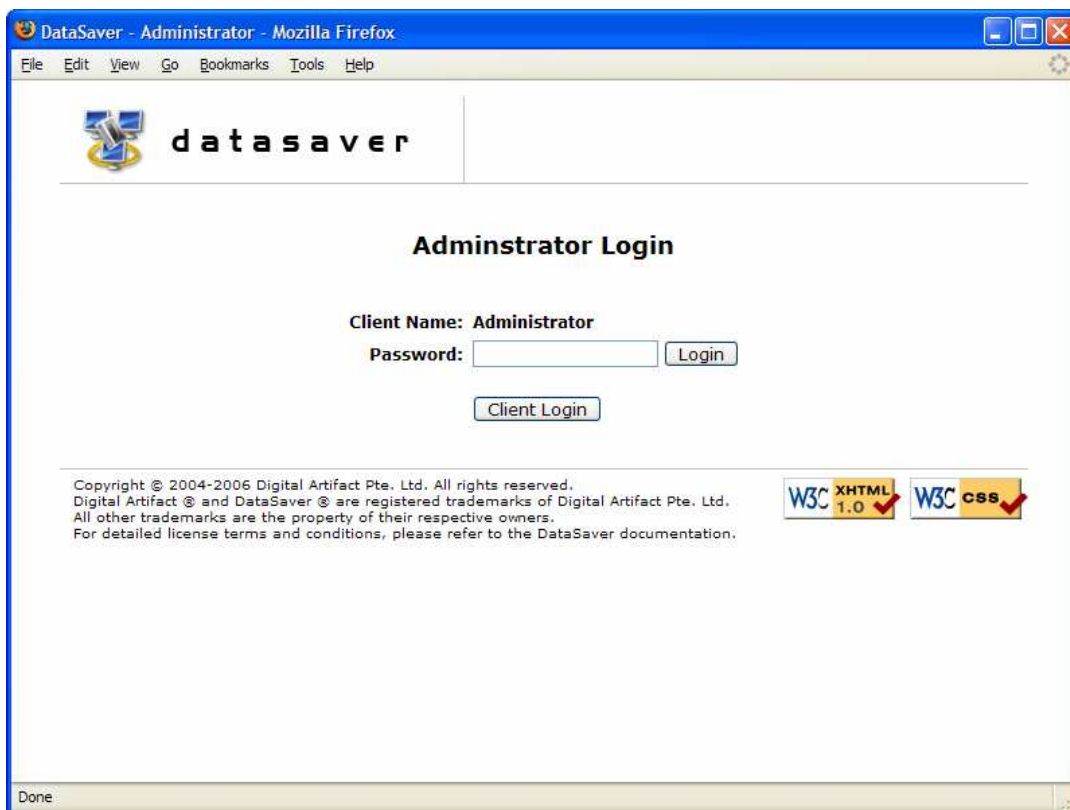 DataSaver - Administrator - Mozilla Firefox
File Edit View Go Bookmarks Tools Help
datasaver
Adminstrator Login
Client Name: Administrator
Password: Login
Client Login
Copyright © 2004-2006 Digital Artifact Pte. Ltd. All rights reserved.
Digital Artifact ® and DataSaver ® are registered trademarks of Digital Artifact Pte. Ltd.
All other trademarks are the property of their respective owners.
For detailed license terms and conditions, please refer to the DataSaver documentation.
W3C XHTML 1.0
W3C css
Done